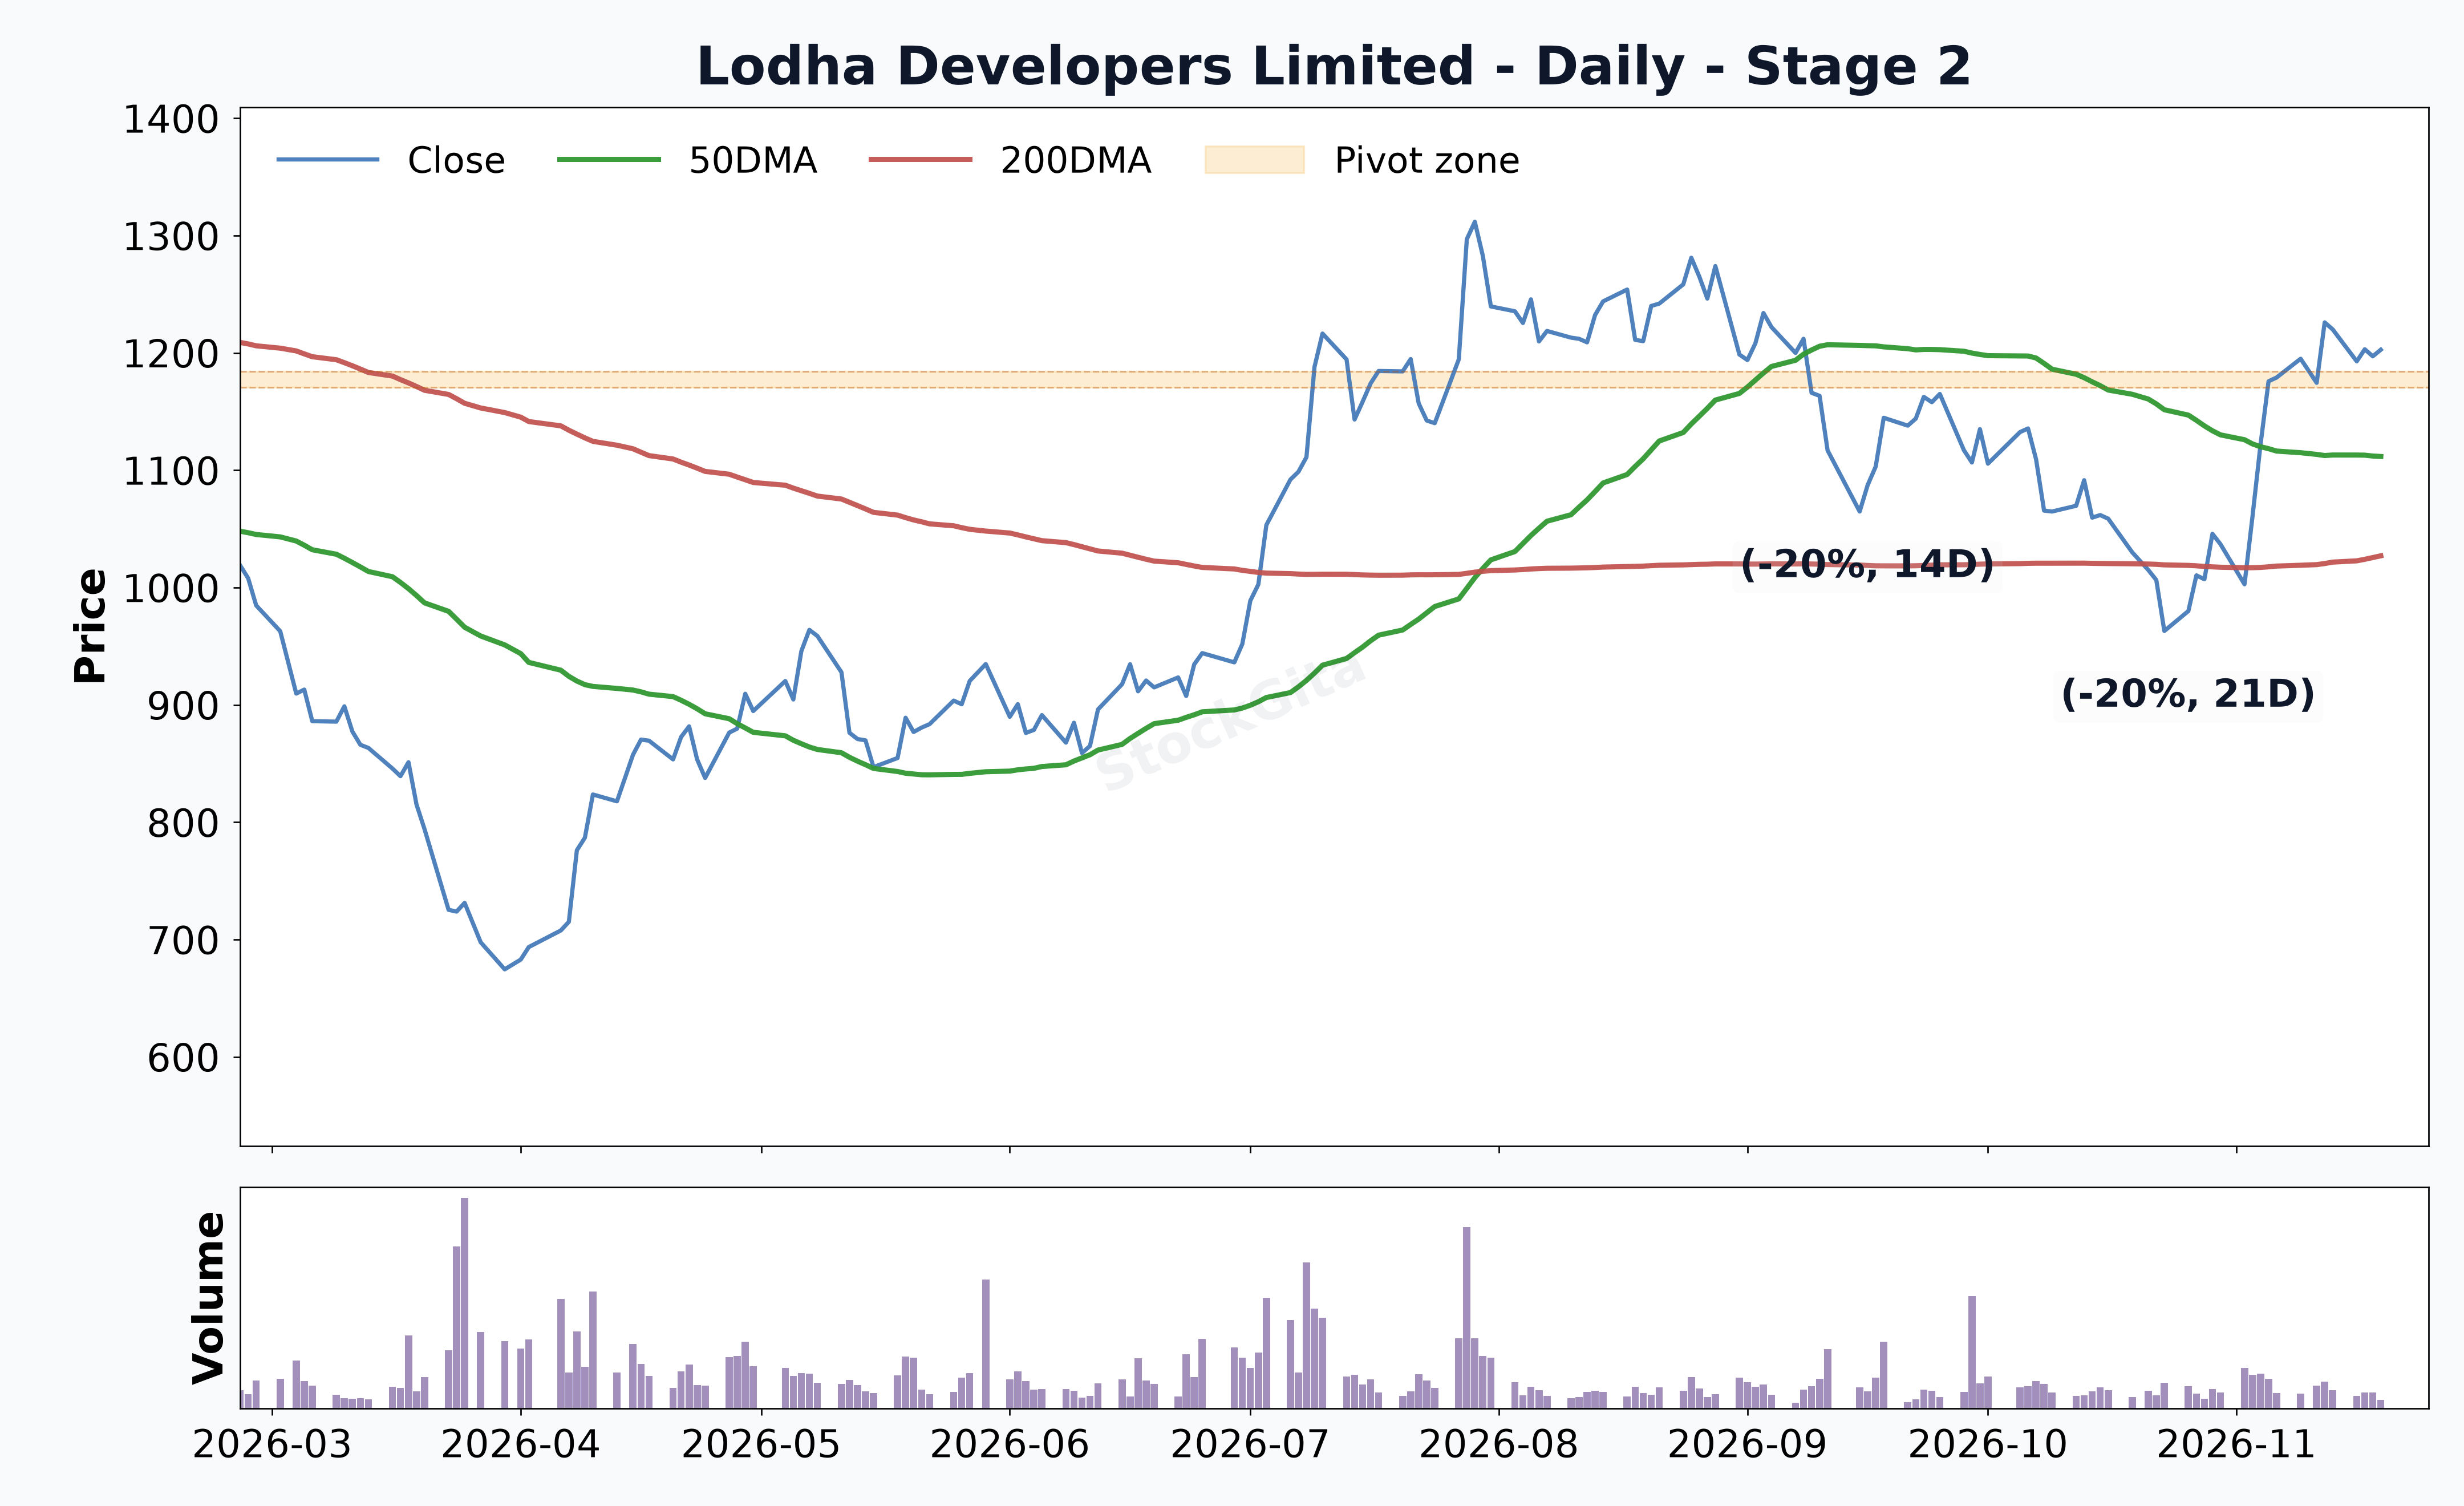 Lodha Developers Limited - Daily - Stage 2
Close 50DMA 200DMA Pivot zone
Price
1400
1300
1200
1100
1000
900
800
700
600
(-20%, 14D)
(-20%, 21D)
StockGita
Volume
2026-03 2026-04 2026-05 2026-06 2026-07 2026-08 2026-09 2026-10 2026-11